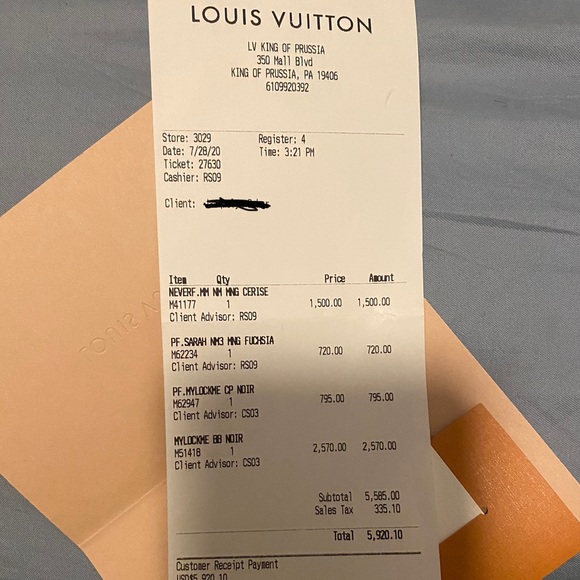 LOUIS VUITTON
LV KING OF PRUSSIA
350 Mall Blvd
KING OF PRUSSIA, PA 19406
6109920392
Store: 3029 Register: 4
Date: 7/28/20 Time: 3:21 PM
Ticket: 27630
Cashier: RS09
Client:
Item Qty Price Amount
NEVERF.MM NM MNG CERISE
M41177 1 1,500.00 1,500.00
Client Advisor: RS09
PF.SARAH NM3 MNG FUCHSIA
M62234 1 720.00 720.00
Client Advisor: RS09
PF.MYLOCKME CP NOIR
M62947 1 795.00 795.00
Client Advisor: CS03
MYLOCKME BB NOIR
M51418 1 2,570.00 2,570.00
Client Advisor: CS03
Subtotal 5,585.00
Sales Tax 335.10
Total 5,920.10
Customer Receipt Payment
USD$5,920.10
LOUIS V